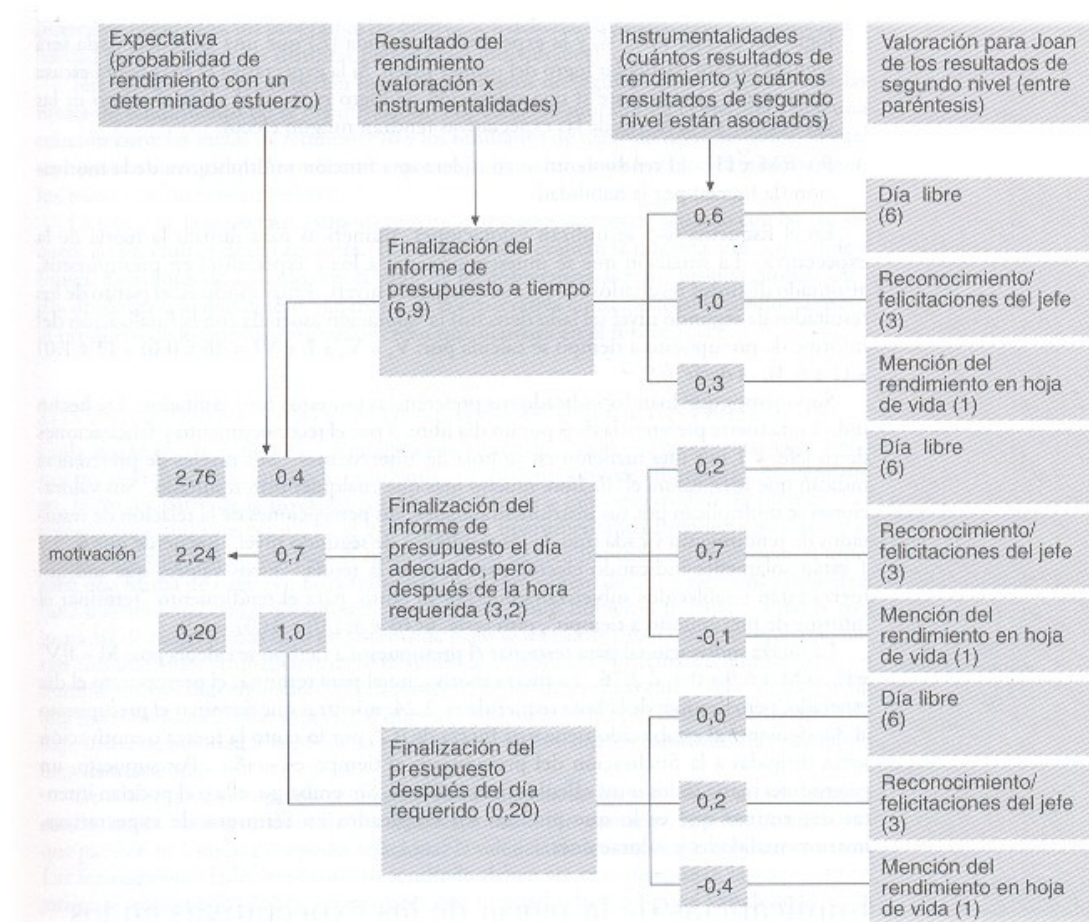 Expectativa
(probabilidad de
rendimiento con un
determinado esfuerzo)
Resultado del
rendimiento
(valoración x
instrumentalidades)
Instrumentalidades
(cuántos resultados de
rendimiento y cuántos
resultados de segundo
nivel están asociados)
Valoración para Joan
de los resultados de
segundo nivel (entre
paréntesis)
Finalización del
informe de
presupuesto a tiempo
(6,9)
0,6
Día libre
(6)
1,0
Reconocimiento/
felicitaciones del jefe
(3)
0,3
Mención del
rendimiento en hoja
de vida (1)
2,76
0,4
motivación
2,24
0,7
0,20
1,0
Finalización del
informe de
presupuesto el día
adecuado, pero
después de la hora
requerida (3,2)
0,2
Día libre
(6)
0,7
Reconocimiento/
felicitaciones del jefe
(3)
-0,1
Mención del
rendimiento en hoja
de vida (1)
Finalización del
presupuesto
después del día
requerido (0,20)
0,0
Día libre
(6)
0,2
Reconocimiento/
felicitaciones del jefe
(3)
-0,4
Mención del
rendimiento en hoja
de vida (1)